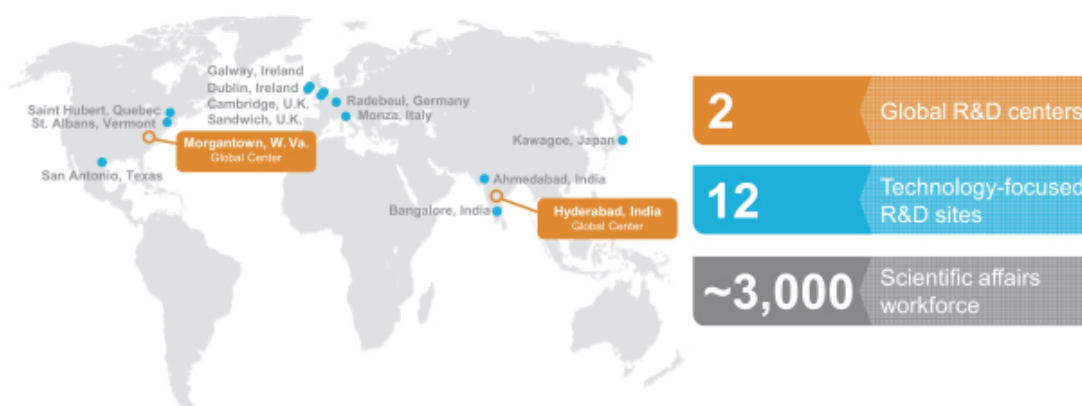 Galway, Ireland
Dublin, Ireland
Cambridge, U.K.
Sandwich, U.K.
Saint Hubert, Quebec
St. Albans, Vermont
Morgantown, W. Va.
Global Center
San Antonio, Texas
Radebeul, Germany
Monza, Italy
Kawagoe, Japan
Ahmedabad, India
Bangalore, India
Hyderabad, India
Global Center
2
Global R&D centers
12
Technology-focused
R&D sites
~3,000
Scientific affairs
workforce